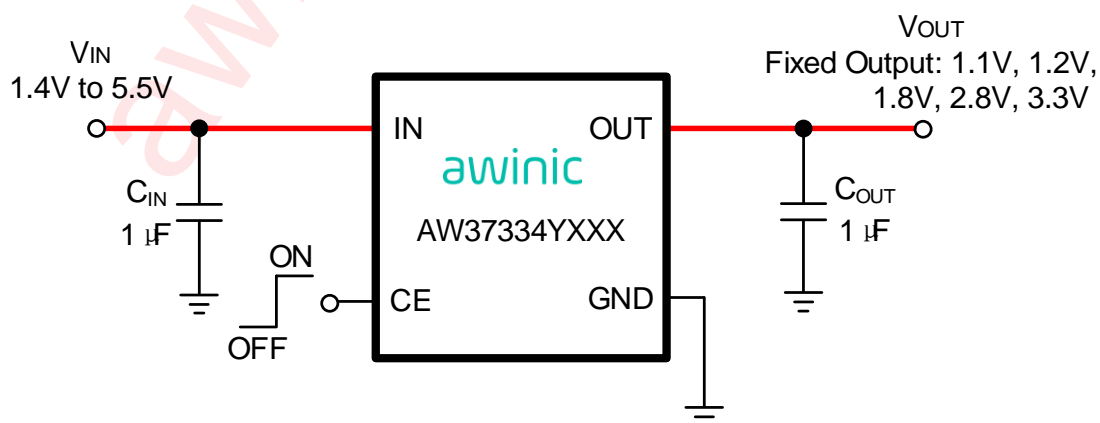 VIN
1.4V to 5.5V
VOUT
Fixed Output: 1.1V, 1.2V,
1.8V, 2.8V, 3.3V
IN
OUT
awinic
AW37334YXXX
CIN
1 μF
COUT
1 μF
ON
OFF
CE
GND